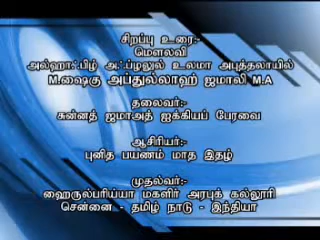 சிறப்பு உரை:-
மௌலவி
அல்ஹாஃபிழ் அஃப்ழலுல் உலமா அபுத்தலாயில்
M.ஷைகு அப்துல்லாஹ் ஜமாலி M.A
தலைவர்:-
சுன்னத் ஜமாஅத் ஐக்கியப் பேரவை
ஆசிரியர்:-
புனித பயணம் மாத இதழ்
முதல்வர்:-
ஹைருல்பரிய்யா மகளிர் அரபுக் கல்லூரி
சென்னை - தமிழ் நாடு - இந்தியா